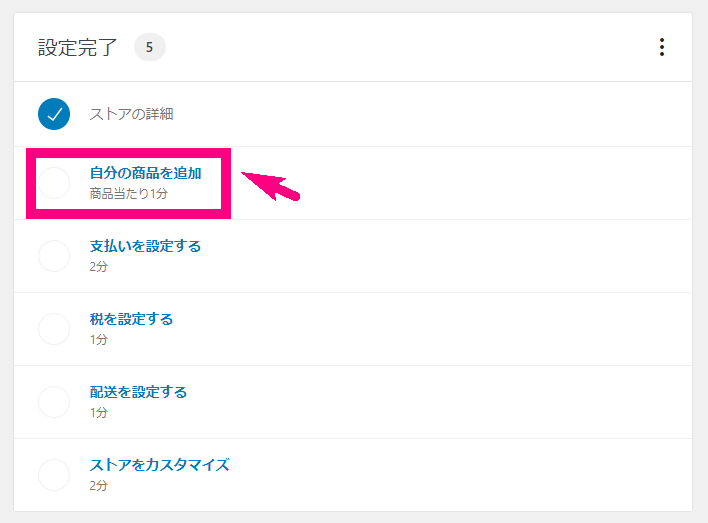 設定完了 5
ストアの詳細
自分の商品を追加
商品当たり1分
支払いを設定する
2分
税を設定する
1分
配送を設定する
1分
ストアをカスタマイズ
2分